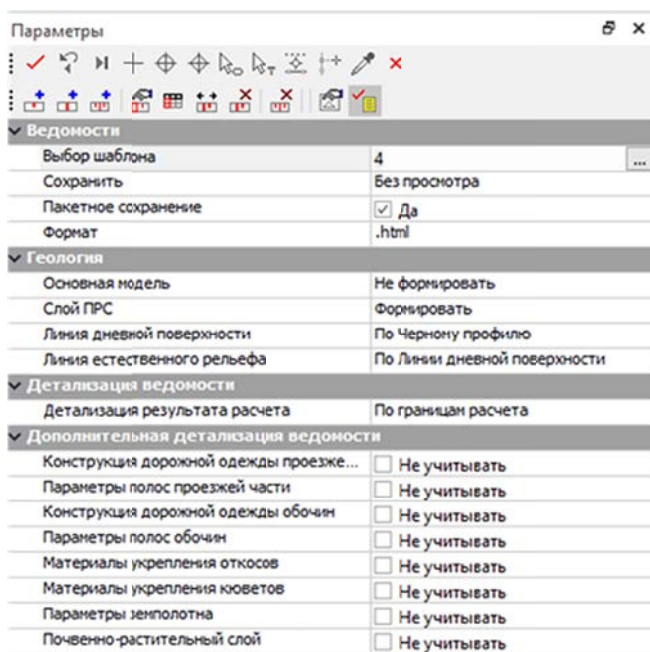 Параметры
Ведомости
Выбор шаблона 4 ...
Сохранить Без просмотра
Пакетное сохранение Да
Формат .html
Геология
Основная модель Не формировать
Слой ПРС Формировать
Линия дневной поверхности По Черному профилю
Линия естественного рельефа По Линии дневной поверхности
Детализация ведомости
Детализация результата расчета По границам расчета
Дополнительная детализация ведомости
Конструкция дорожной одежды проезже... Не учитывать
Параметры полос проезжей части Не учитывать
Конструкция дорожной одежды обочин Не учитывать
Параметры полос обочин Не учитывать
Материалы укрепления откосов Не учитывать
Материалы укрепления кюветов Не учитывать
Параметры земполотна Не учитывать
Почвенно-растительный слой Не учитывать